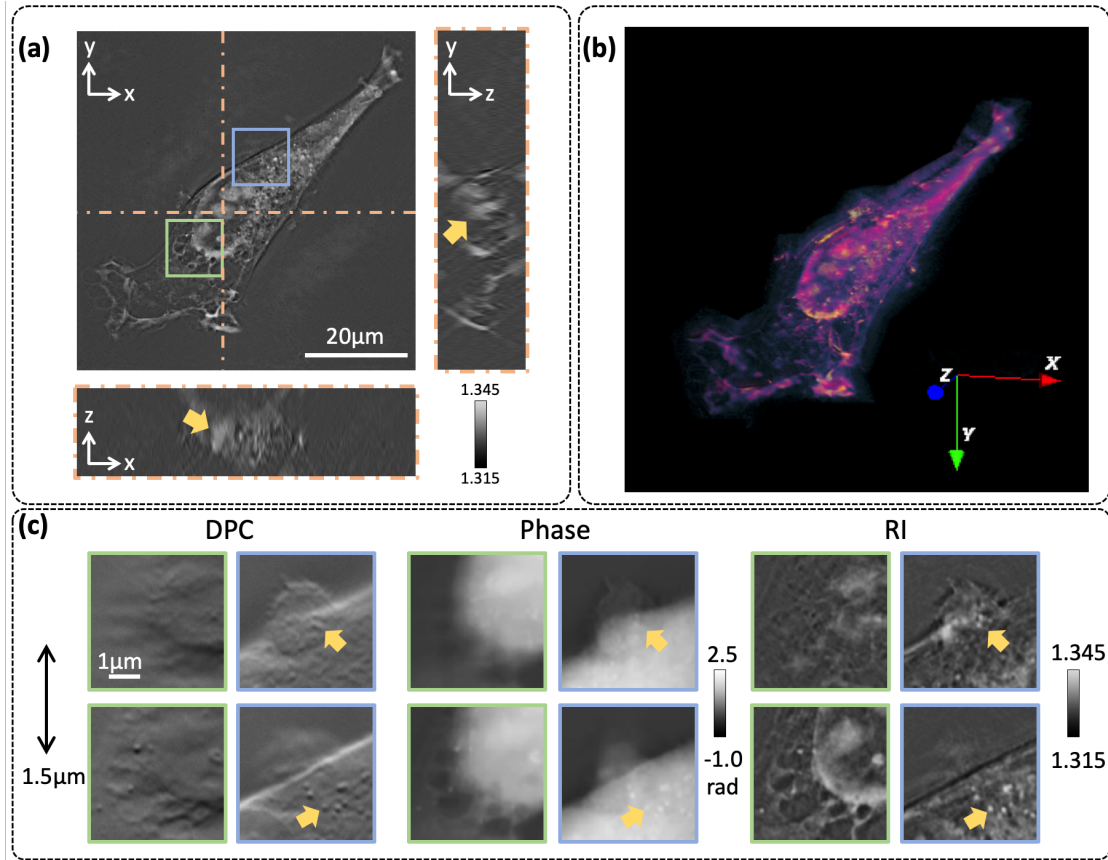 (a)
y
x
20μm
y
z
z
x
1.345
1.315
(b)
Z
X
Y
(c)
DPC
Phase
RI
1μm
1.5μm
2.5
-1.0
rad
1.345
1.315